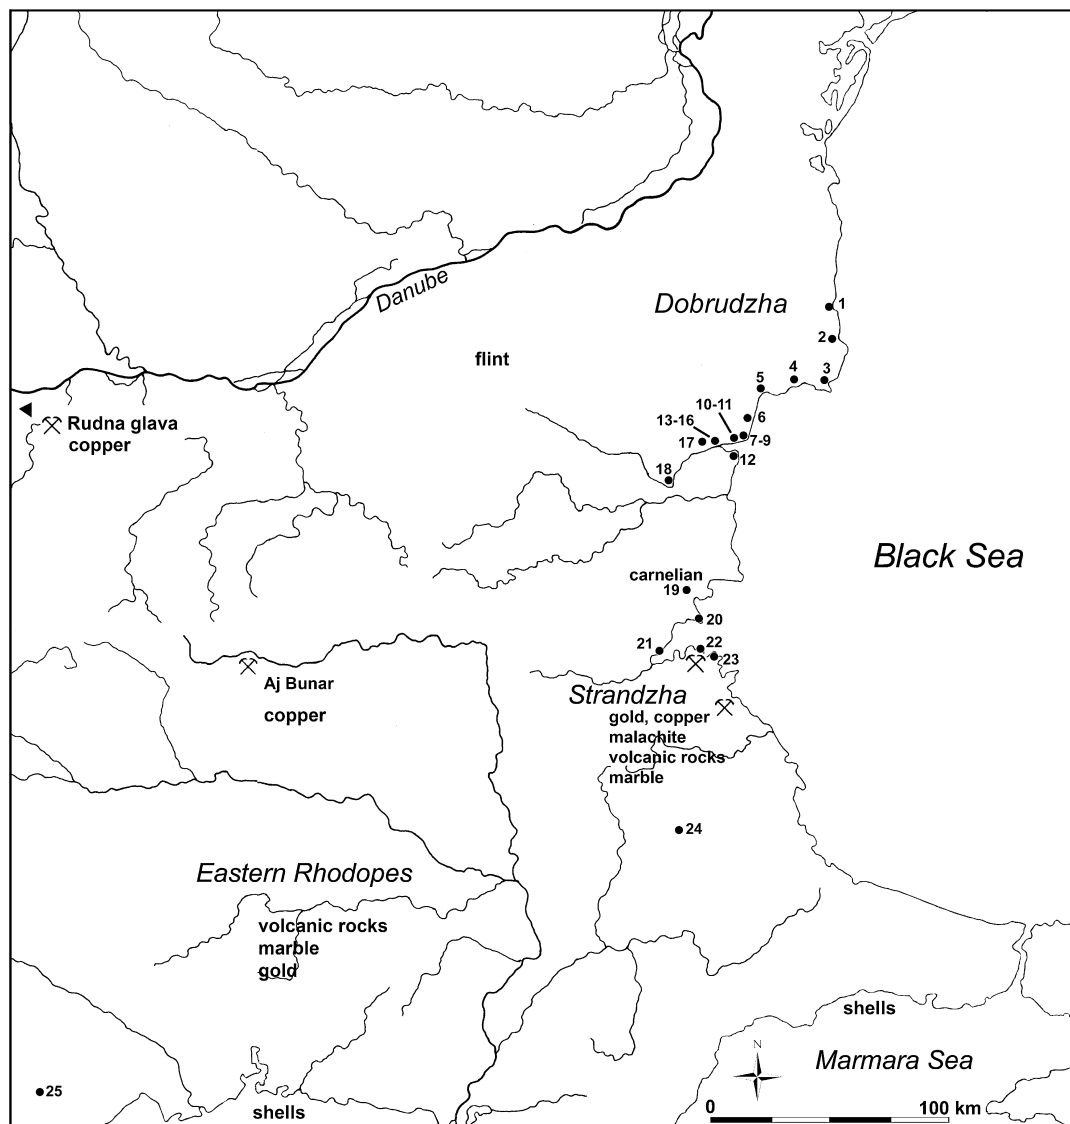 Danube
Dobrudzha
1
2
flint
3
4
5
6
10-11
13-16
7-9
17
12
18
Rudna glava
copper
Black Sea
carnelian
19
20
21
22
23
Aj Bunar
copper
Strandzha
gold, copper
malachite
volcanic rocks
marble
24
Eastern Rhodopes
volcanic rocks
marble
gold
shells
Marmara Sea
N
25
shells
0
100 km